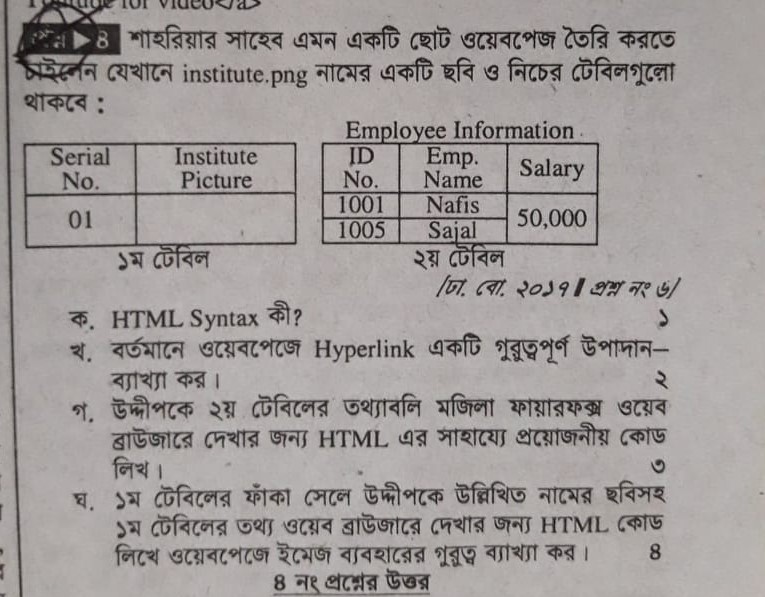 for video</a>
▶ ৪ শাহরিয়ার সাহেব এমন একটি ছোট ওয়েবপেজ তৈরি করতে
চাইলেন যেখানে institute.png নামের একটি ছবি ও নিচের টেবিলগুলো
থাকবে :
Employee Information
Serial No. Institute Picture
01
১ম টেবিল
ID No. Emp. Name Salary
1001 Nafis 50,000
1005 Sajal
২য় টেবিল
[ঢা. বো. ২০১৭ । প্রশ্ন নং ৬]
ক. HTML Syntax কী? ১
খ. বর্তমানে ওয়েবপেজে Hyperlink একটি গুরুত্বপূর্ণ উপাদান–
ব্যাখ্যা কর। ২
গ. উদ্দীপকে ২য় টেবিলের তথ্যাবলি মজিলা ফায়ারফক্স ওয়েব
ব্রাউজারে দেখার জন্য HTML এর সাহায্যে প্রয়োজনীয় কোড
লিখ। ৩
ঘ. ১ম টেবিলের ফাঁকা সেলে উদ্দীপকে উল্লিখিত নামের ছবিসহ
১ম টেবিলের তথ্য ওয়েব ব্রাউজারে দেখার জন্য HTML কোড
লিখে ওয়েবপেজে ইমেজ ব্যবহারের গুরুত্ব ব্যাখ্যা কর। ৪
৪ নং প্রশ্নের উত্তর